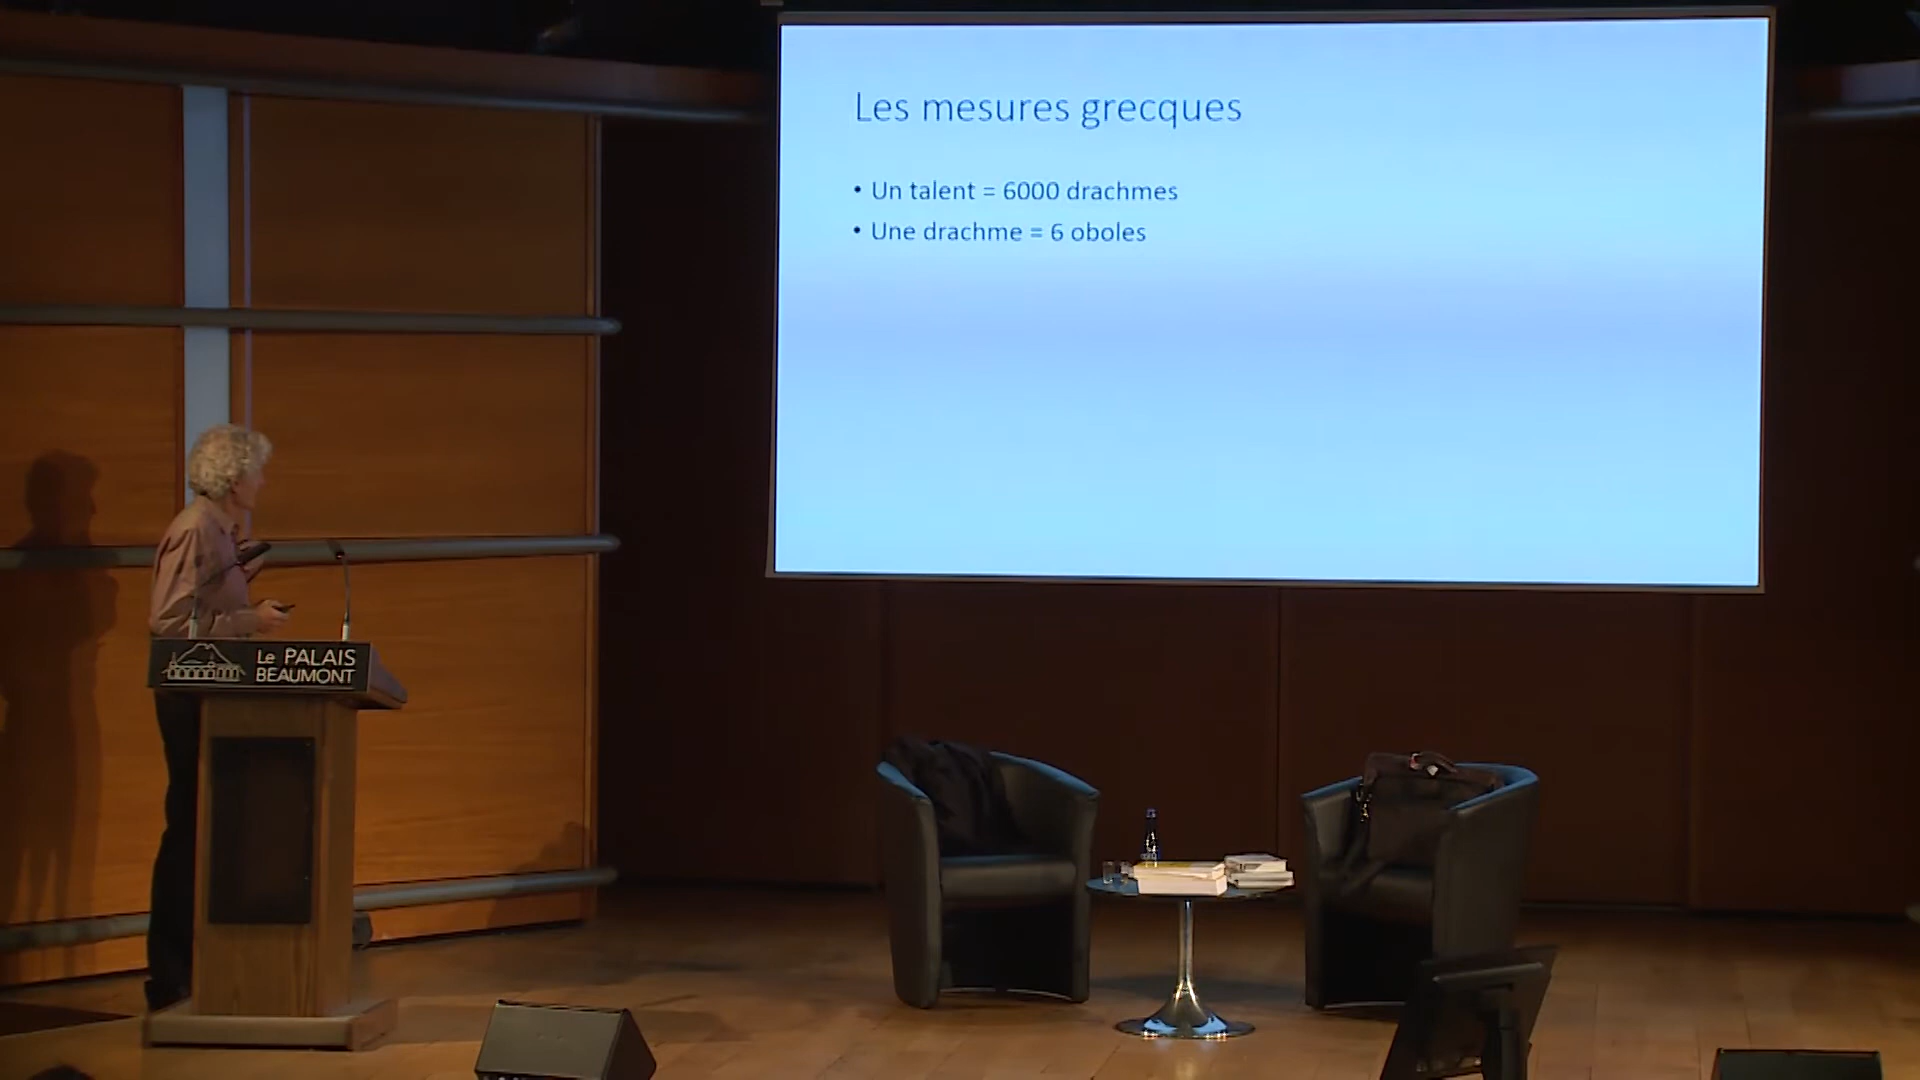 Les mesures grecques
• Un talent = 6000 drachmes
• Une drachme = 6 oboles
Le PALAIS
BEAUMONT